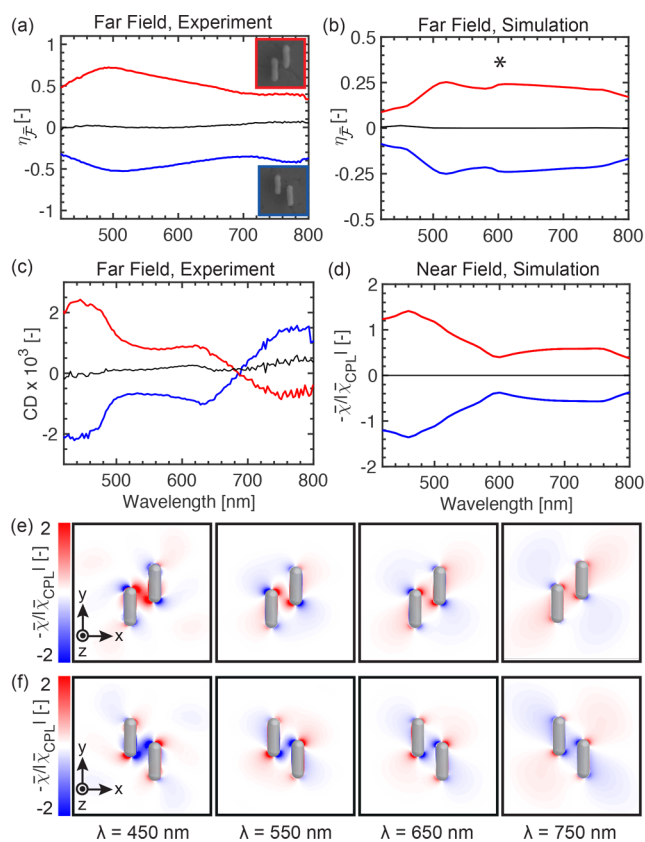 (a) Far Field, Experiment
1
0.5
0
-0.5
-1
η𝓕̅ [-]
500 600 700 800
(b) Far Field, Simulation
0.5
0.25
0
-0.25
-0.5
η𝓕̅ [-]
*
500 600 700 800
(c) Far Field, Experiment
2
0
-2
CD x 10³ [-]
500 600 700 800
Wavelength [nm]
(d) Near Field, Simulation
2
1
0
-1
-2
-χ̅/|χ̅CPL| [-]
500 600 700 800
Wavelength [nm]
(e)
2
-2
-χ̅/|χ̅CPL| [-]
y
z x
(f)
2
-2
-χ̅/|χ̅CPL| [-]
y
z x
λ = 450 nm λ = 550 nm λ = 650 nm λ = 750 nm